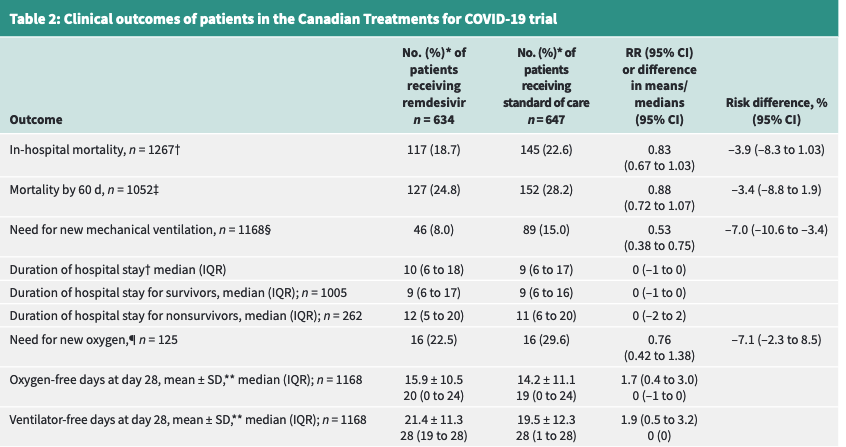 Table 2: Clinical outcomes of patients in the Canadian Treatments for COVID-19 trial
Outcome
No. (%)* of
patients
receiving
remdesivir
n = 634
No. (%)* of
patients
receiving
standard of care
n = 647
RR (95% CI)
or difference
in means/
medians
(95% CI)
Risk difference, %
(95% CI)
In-hospital mortality, n = 1267† 117 (18.7) 145 (22.6) 0.83 –3.9 (–8.3 to 1.03)
(0.67 to 1.03)
Mortality by 60 d, n = 1052‡ 127 (24.8) 152 (28.2) 0.88 –3.4 (–8.8 to 1.9)
(0.72 to 1.07)
Need for new mechanical ventilation, n = 1168§ 46 (8.0) 89 (15.0) 0.53 –7.0 (–10.6 to –3.4)
(0.38 to 0.75)
Duration of hospital stay† median (IQR) 10 (6 to 18) 9 (6 to 17) 0 (–1 to 0)
Duration of hospital stay for survivors, median (IQR); n = 1005 9 (6 to 17) 9 (6 to 16) 0 (–1 to 0)
Duration of hospital stay for nonsurvivors, median (IQR); n = 262 12 (5 to 20) 11 (6 to 20) 0 (–2 to 2)
Need for new oxygen,¶ n = 125 16 (22.5) 16 (29.6) 0.76 –7.1 (–2.3 to 8.5)
(0.42 to 1.38)
Oxygen-free days at day 28, mean ± SD,** median (IQR); n = 1168 15.9 ± 10.5 14.2 ± 11.1 1.7 (0.4 to 3.0)
20 (0 to 24) 19 (0 to 24) 0 (–1 to 0)
Ventilator-free days at day 28, mean ± SD,** median (IQR); n = 1168 21.4 ± 11.3 19.5 ± 12.3 1.9 (0.5 to 3.2)
28 (19 to 28) 28 (1 to 28) 0 (0)